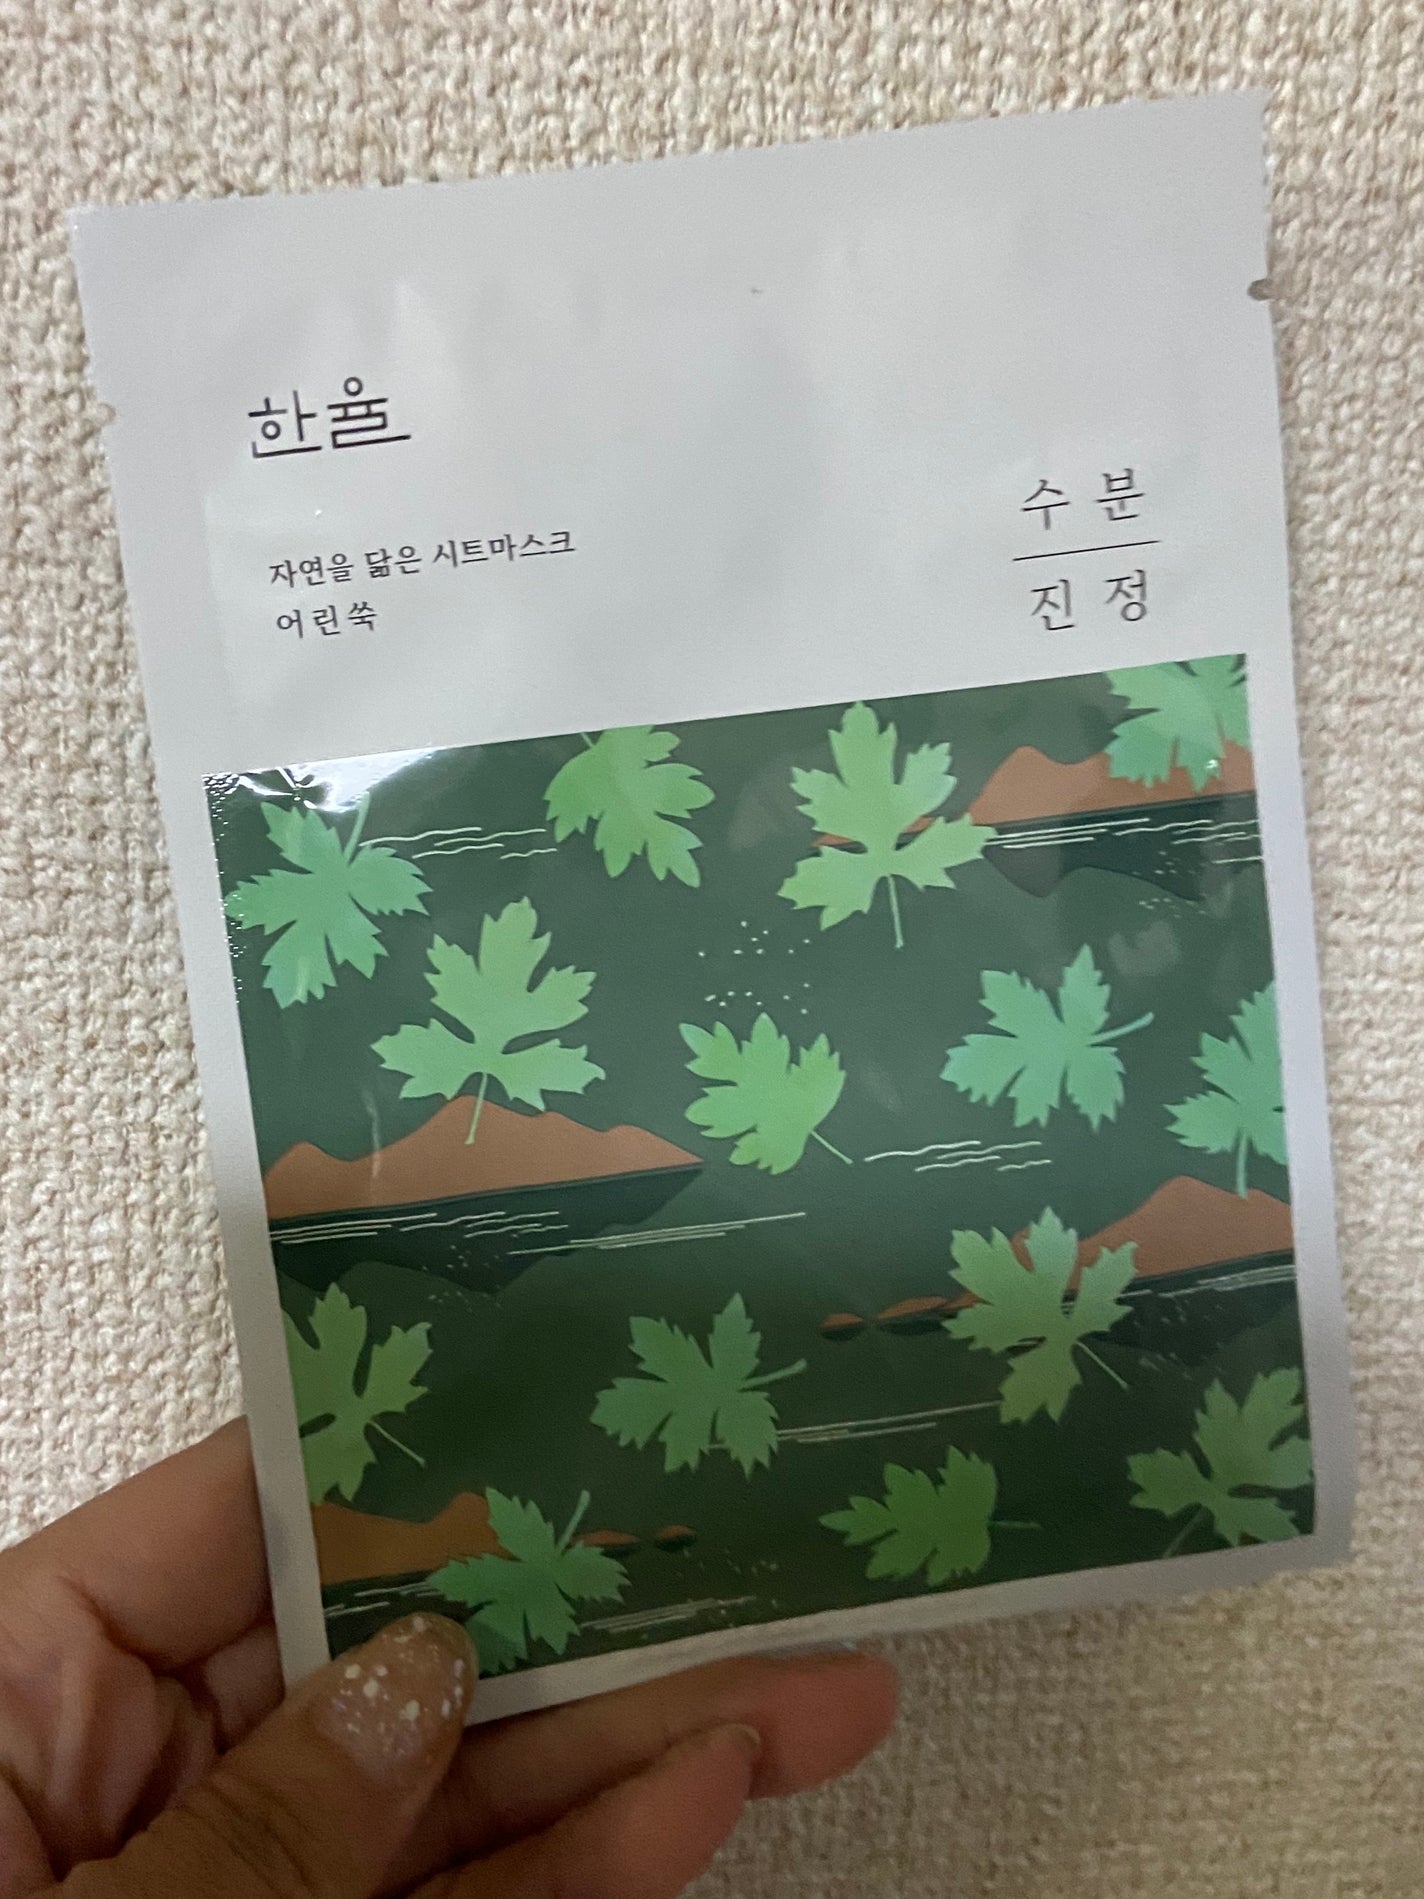 한율
자연을 닮은 시트마스크
어린쑥
수분
진정